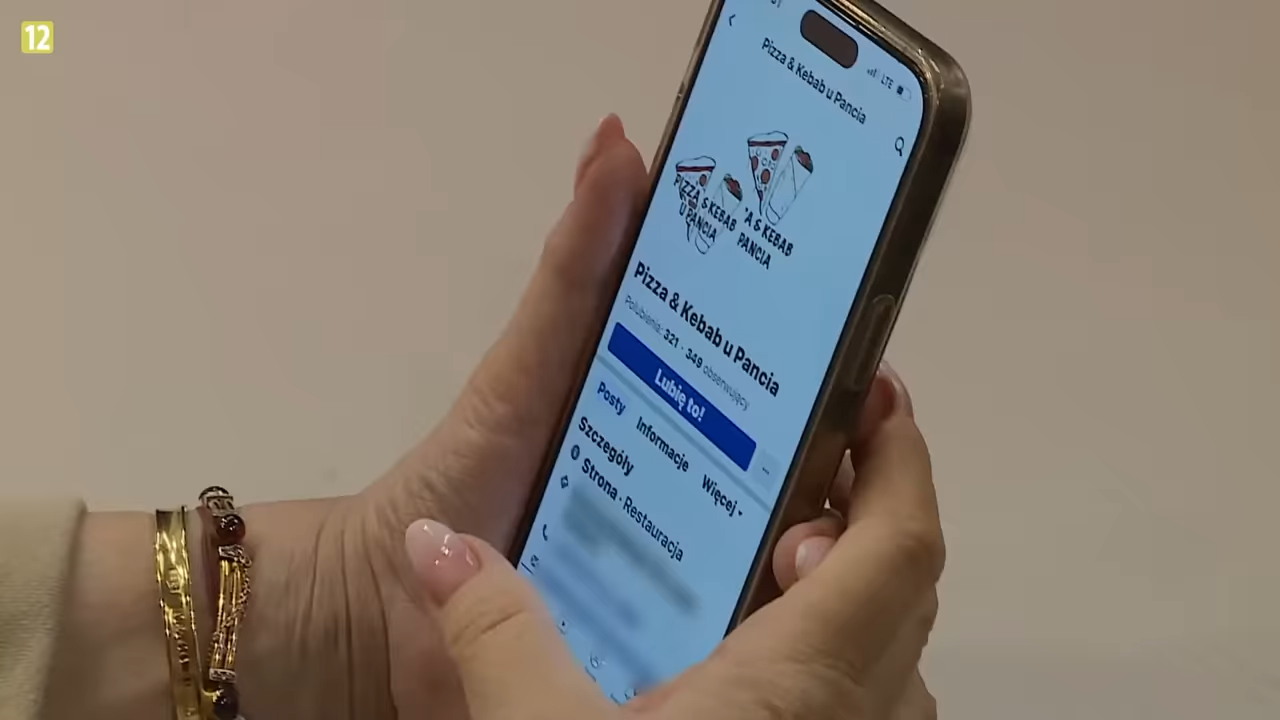 12
LTE
Pizza & Kebab u Pancia
PIZZA & KEBAB
U PANCIA
'A & KEBAB
PANCIA
Pizza & Kebab u Pancia
Polubienia: 321 · 349 obserwujący
Lubię to!
Posty Informacje Więcej
Szczegóły
Strona · Restauracja